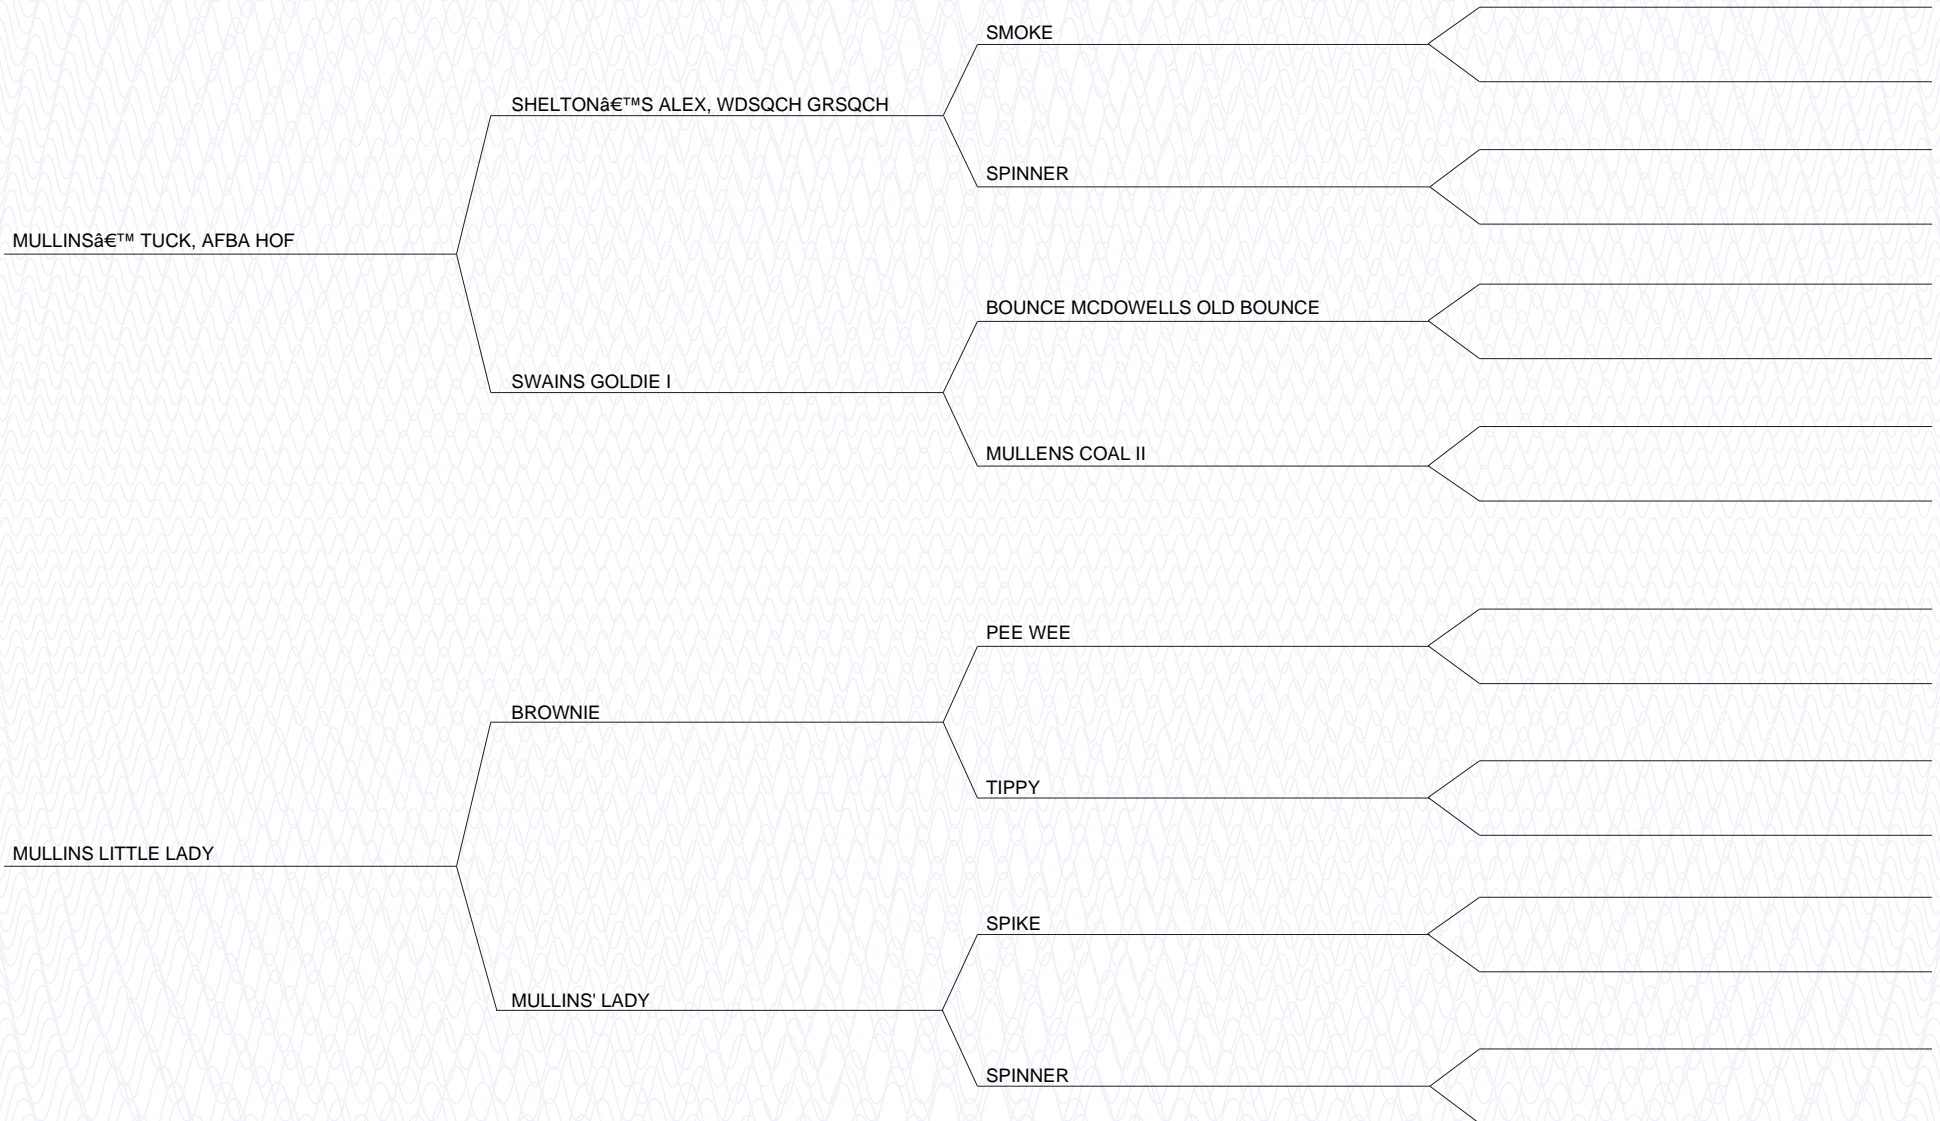 SMOKE
SHELTONâ€™S ALEX, WDSQCH GRSQCH
SPINNER
MULLINSâ€™ TUCK, AFBA HOF
BOUNCE MCDOWELLS OLD BOUNCE
SWAINS GOLDIE I
MULLENS COAL II
PEE WEE
BROWNIE
TIPPY
MULLINS LITTLE LADY
SPIKE
MULLINS' LADY
SPINNER